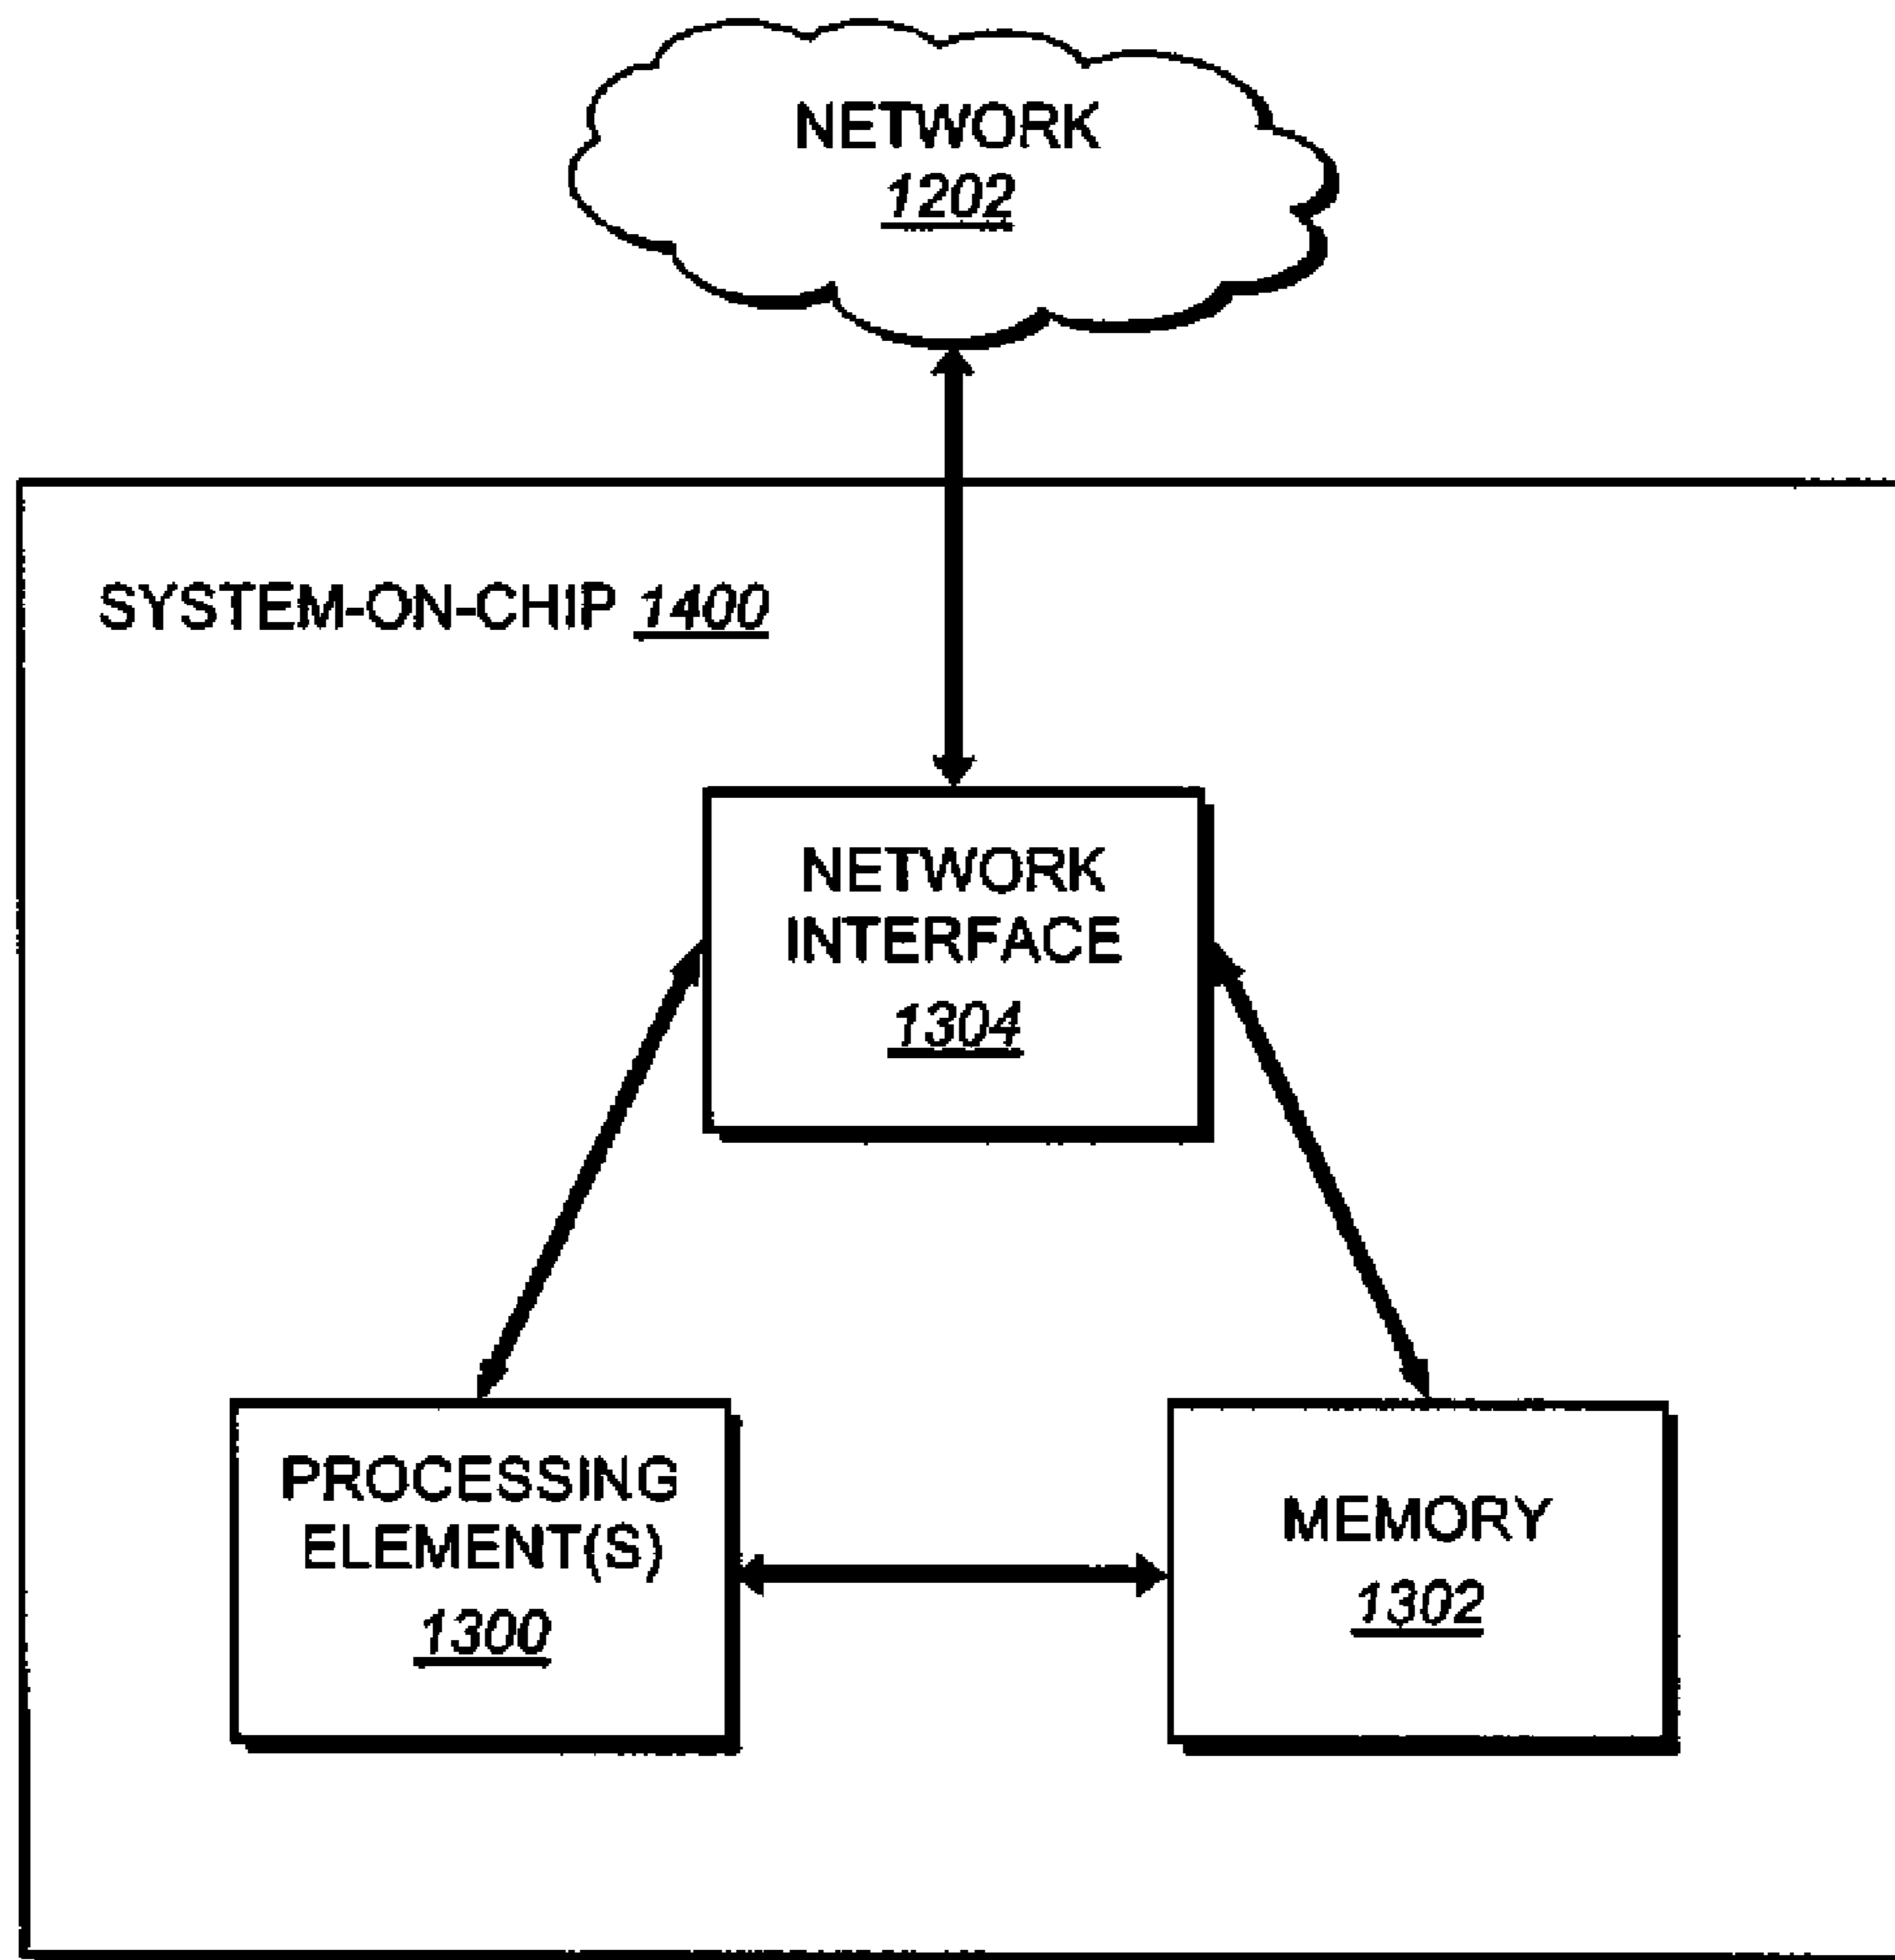 NETWORK
1202
SYSTEM-ON-CHIP 1400
NETWORK
INTERFACE
1304
PROCESSING
ELEMENT(S)
1300
MEMORY
1302